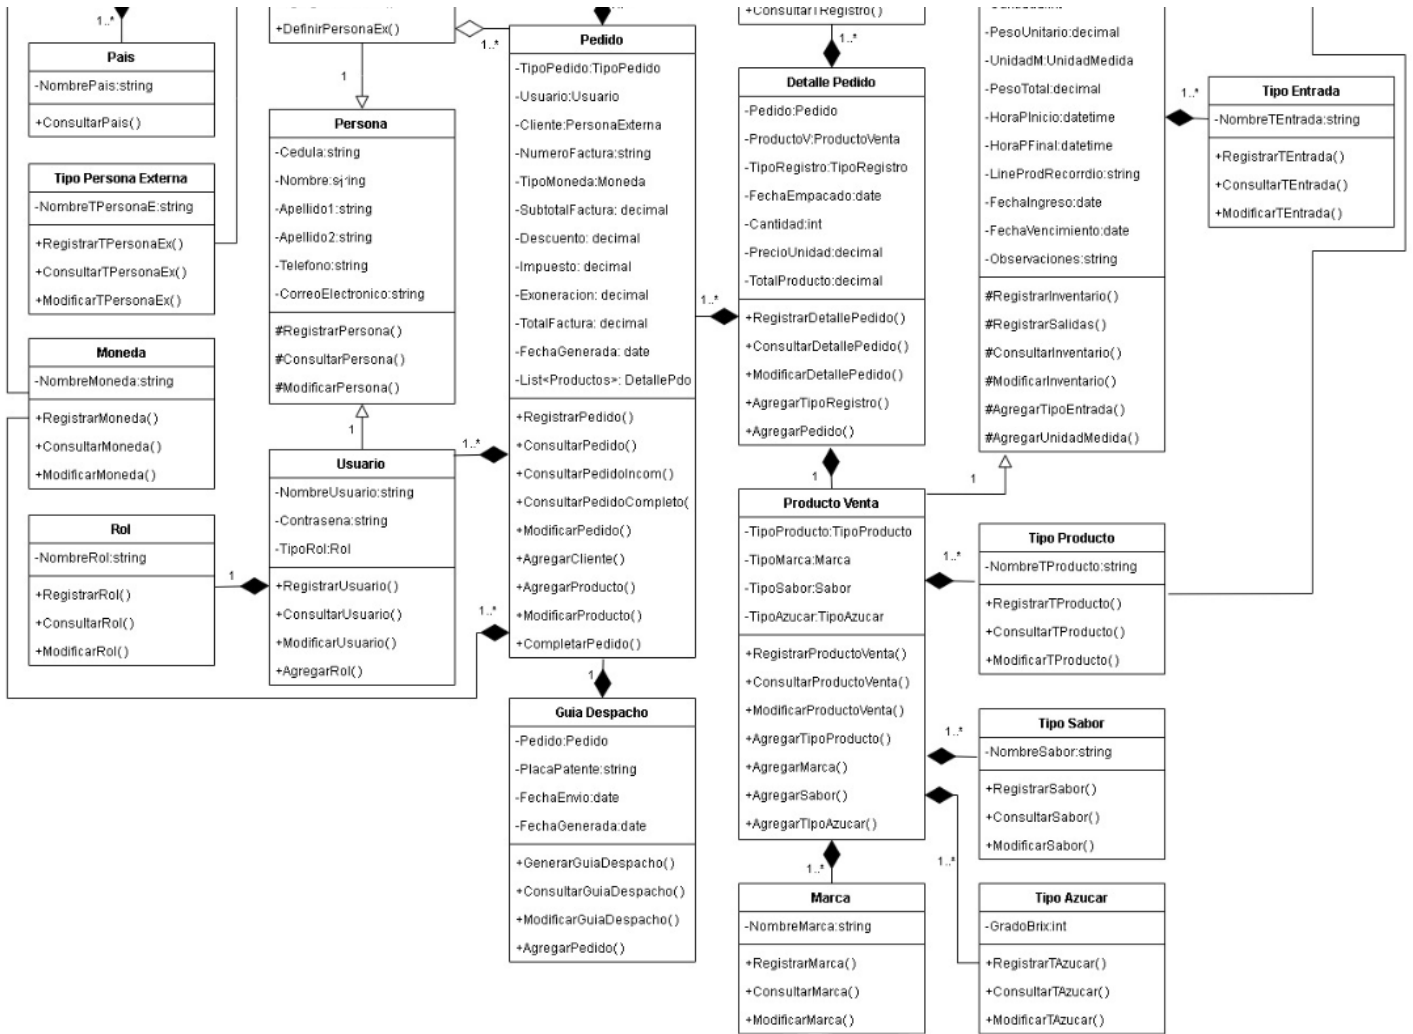 1..*
Pais
-NombrePais:string
+ConsultarPais()
Tipo Persona Externa
-NombreTPersonaE:string
+RegistrarTPersonaEx()
+ConsultarTPersonaEx()
+ModificarTPersonaEx()
Moneda
-NombreMoneda:string
+RegistrarMoneda()
+ConsultarMoneda()
+ModificarMoneda()
Rol
-NombreRol:string
+RegistrarRol()
+ConsultarRol()
+ModificarRol()
1
+DefinirPersonaEx()
1..*
1
Persona
-Cedula:string
-Nombre:string
-Apellido1:string
-Apellido2:string
-Telefono:string
-CorreoElectronico:string
#RegistrarPersona()
#ConsultarPersona()
#ModificarPersona()
1
1..*
Usuario
-NombreUsuario:string
-Contrasena:string
-TipoRol:Rol
+RegistrarUsuario()
+ConsultarUsuario()
+ModificarUsuario()
+AgregarRol()
1..*
Pedido
-TipoPedido:TipoPedido
-Usuario:Usuario
-Cliente:PersonaExterna
-NumeroFactura:string
-TipoMoneda:Moneda
-SubtotalFactura: decimal
-Descuento: decimal
-Impuesto: decimal
-Exoneracion: decimal
-TotalFactura: decimal
-FechaGenerada: date
-List<Productos>: DetallePdo
+RegistrarPedido()
+ConsultarPedido()
+ConsultarPedidoIncom()
+ConsultarPedidoCompleto(
+ModificarPedido()
+AgregarCliente()
+AgregarProducto()
+ModificarProducto()
+CompletarPedido()
1
Guia Despacho
-Pedido:Pedido
-PlacaPatente:string
-FechaEnvio:date
-FechaGenerada:date
+GenerarGuiaDespacho()
+ConsultarGuiaDespacho()
+ModificarGuiaDespacho()
+AgregarPedido()
+ConsultarTRegistro()
1..*
Detalle Pedido
-Pedido:Pedido
-ProductoV:ProductoVenta
-TipoRegistro:TipoRegistro
-FechaEmpacado:date
-Cantidad:int
-PrecioUnidad:decimal
-TotalProducto:decimal
1..*
+RegistrarDetallePedido()
+ConsultarDetallePedido()
+ModificarDetallePedido()
+AgregarTipoRegistro()
+AgregarPedido()
1
Producto Venta
-TipoProducto:TipoProducto
-TipoMarca:Marca
-TipoSabor:Sabor
-TipoAzucar:TipoAzucar
+RegistrarProductoVenta()
+ConsultarProductoVenta()
+ModificarProductoVenta()
+AgregarTipoProducto()
+AgregarMarca()
+AgregarSabor()
+AgregarTipoAzucar()
1..*
Marca
-NombreMarca:string
+RegistrarMarca()
+ConsultarMarca()
+ModificarMarca()
-PesoUnitario:decimal
-UnidadM:UnidadMedida
-PesoTotal:decimal
-HoraPInicio:datetime
-HoraPFinal:datetime
-LineProdRecorrdio:string
-FechaIngreso:date
-FechaVencimiento:date
-Observaciones:string
#RegistrarInventario()
#RegistrarSalidas()
#ConsultarInventario()
#ModificarInventario()
#AgregarTipoEntrada()
#AgregarUnidadMedida()
1
1..*
Tipo Producto
-NombreTProducto:string
+RegistrarTProducto()
+ConsultarTProducto()
+ModificarTProducto()
1..*
Tipo Sabor
-NombreSabor:string
+RegistrarSabor()
+ConsultarSabor()
+ModificarSabor()
1..*
Tipo Azucar
-GradoBrix:int
+RegistrarTAzucar()
+ConsultarTAzucar()
+ModificarTAzucar()
1..*
Tipo Entrada
-NombreTEntrada:string
+RegistrarTEntrada()
+ConsultarTEntrada()
+ModificarTEntrada()